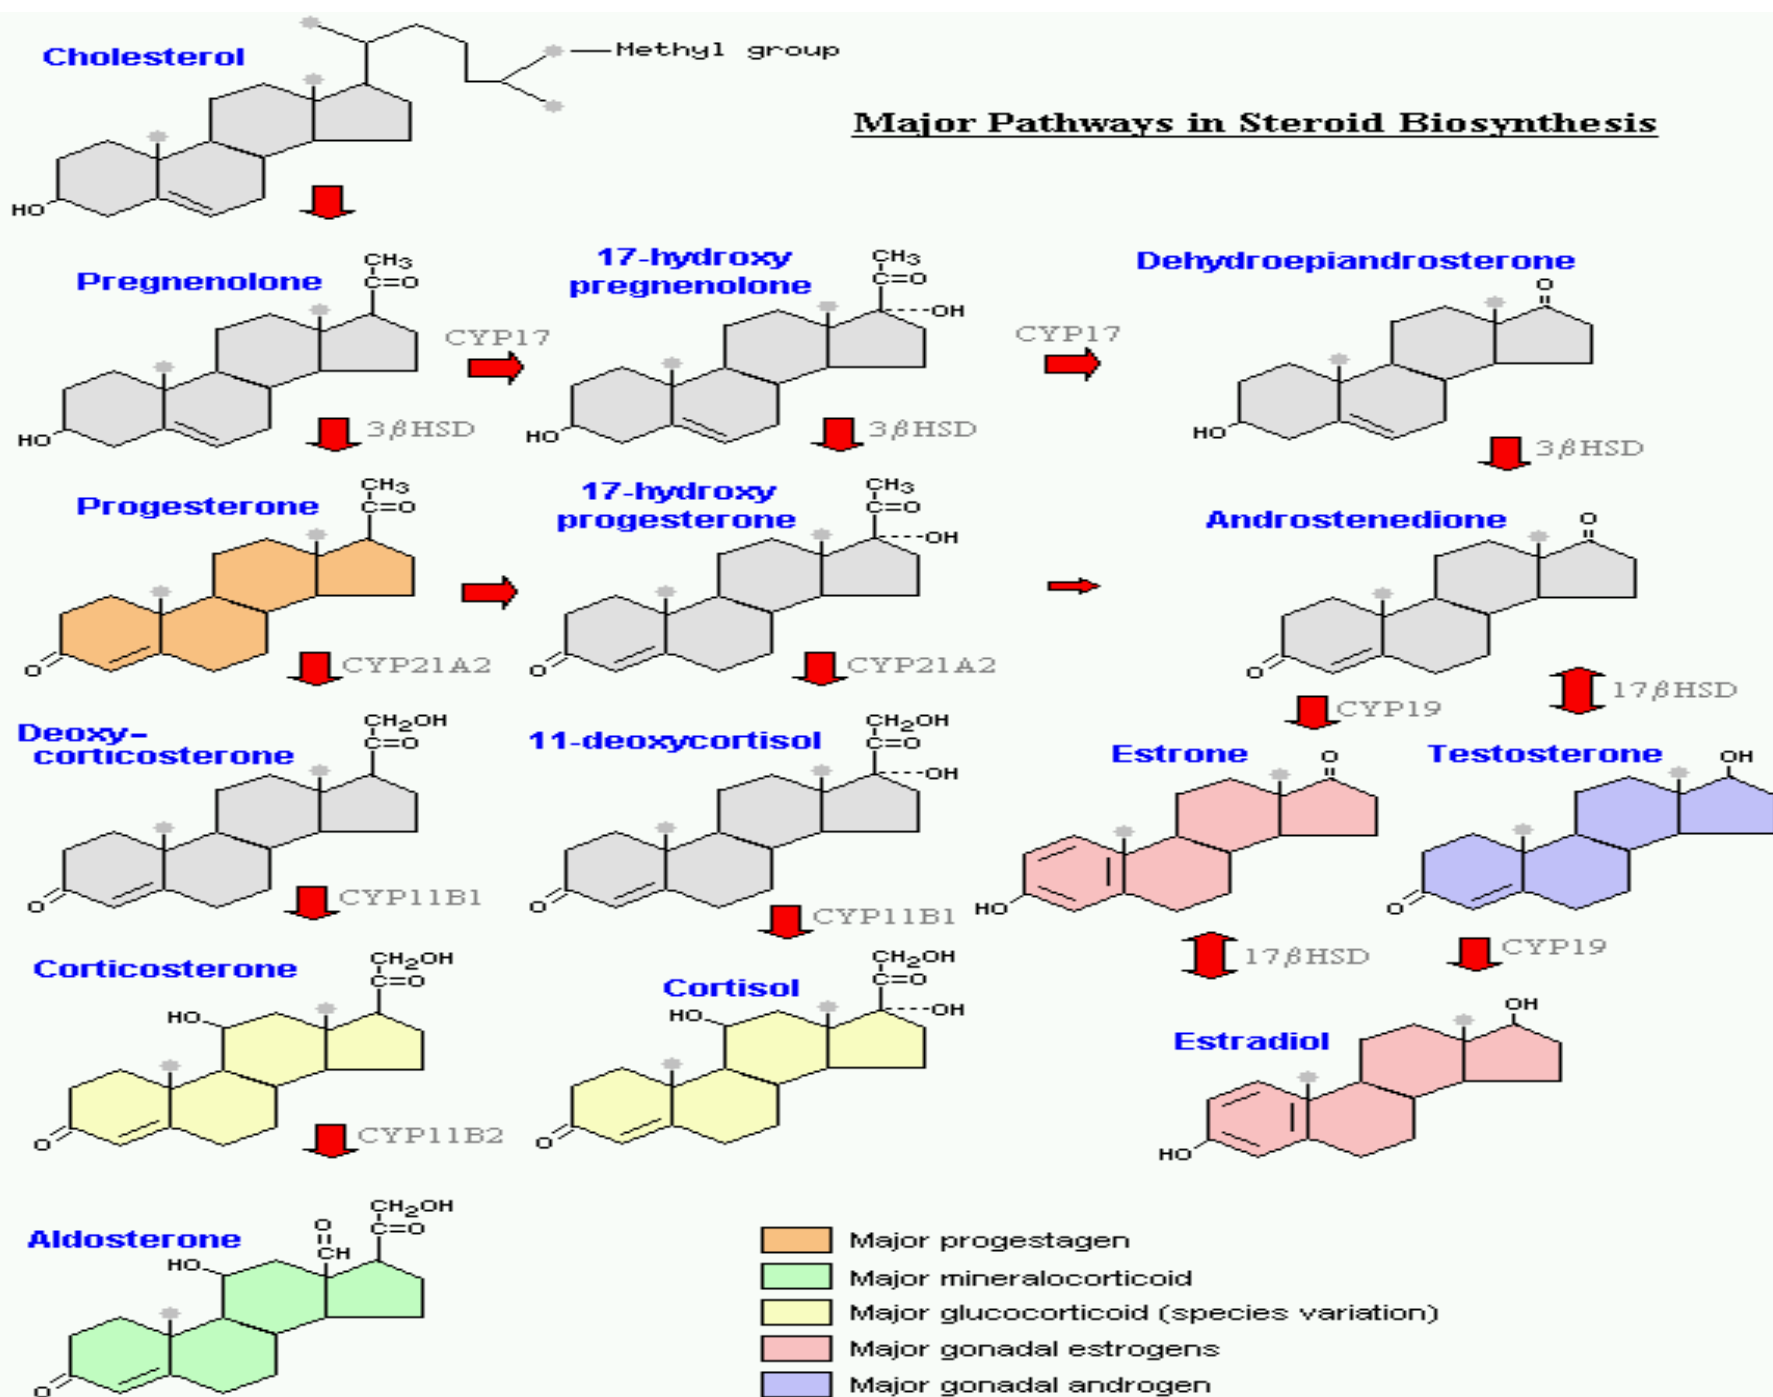 Cholesterol
Methyl group
Major Pathways in Steroid Biosynthesis
HO
Pregnenolone
CH3
C=O
HO
CYP17
17-hydroxy
pregnenolone
CH3
C=O
OH
HO
CYP17
Dehydroepiandrosterone
O
HO
3βHSD
3βHSD
3βHSD
Progesterone
CH3
C=O
O
17-hydroxy
progesterone
CH3
C=O
OH
O
Androstenedione
O
O
CYP21A2
CYP21A2
CYP19
17βHSD
Deoxy-
corticosterone
CH2OH
C=O
O
11-deoxycortisol
CH2OH
C=O
OH
O
Estrone
O
HO
Testosterone
OH
O
CYP11B1
CYP11B1
17βHSD
CYP19
Corticosterone
CH2OH
C=O
HO
O
Cortisol
CH2OH
C=O
OH
HO
O
Estradiol
OH
HO
CYP11B2
Aldosterone
CH2OH
C=O
O
CH
HO
O
Major progestagen
Major mineralocorticoid
Major glucocorticoid (species variation)
Major gonadal estrogens
Major gonadal androgen